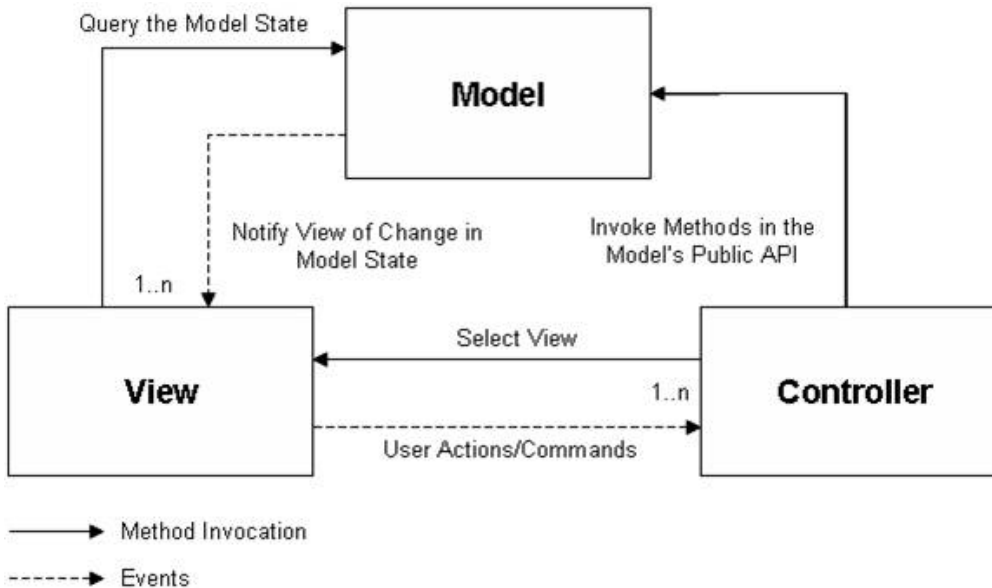 Query the Model State
Model
Notify View of Change in
Model State
Invoke Methods in the
Model's Public API
1..n
View
Select View
1..n
User Actions/Commands
Controller
Method Invocation
Events